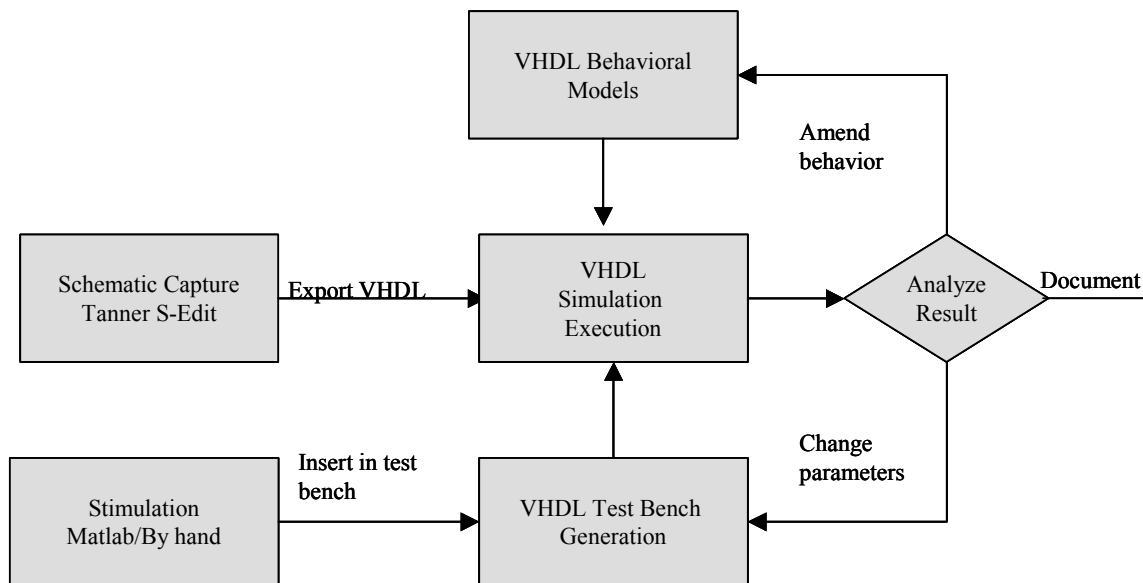 VHDL Behavioral
Models
Amend
behavior
Schematic Capture
Tanner S-Edit
Export VHDL
VHDL
Simulation
Execution
Analyze
Result
Document
Change
parameters
Insert in test
bench
Stimulation
Matlab/By hand
VHDL Test Bench
Generation